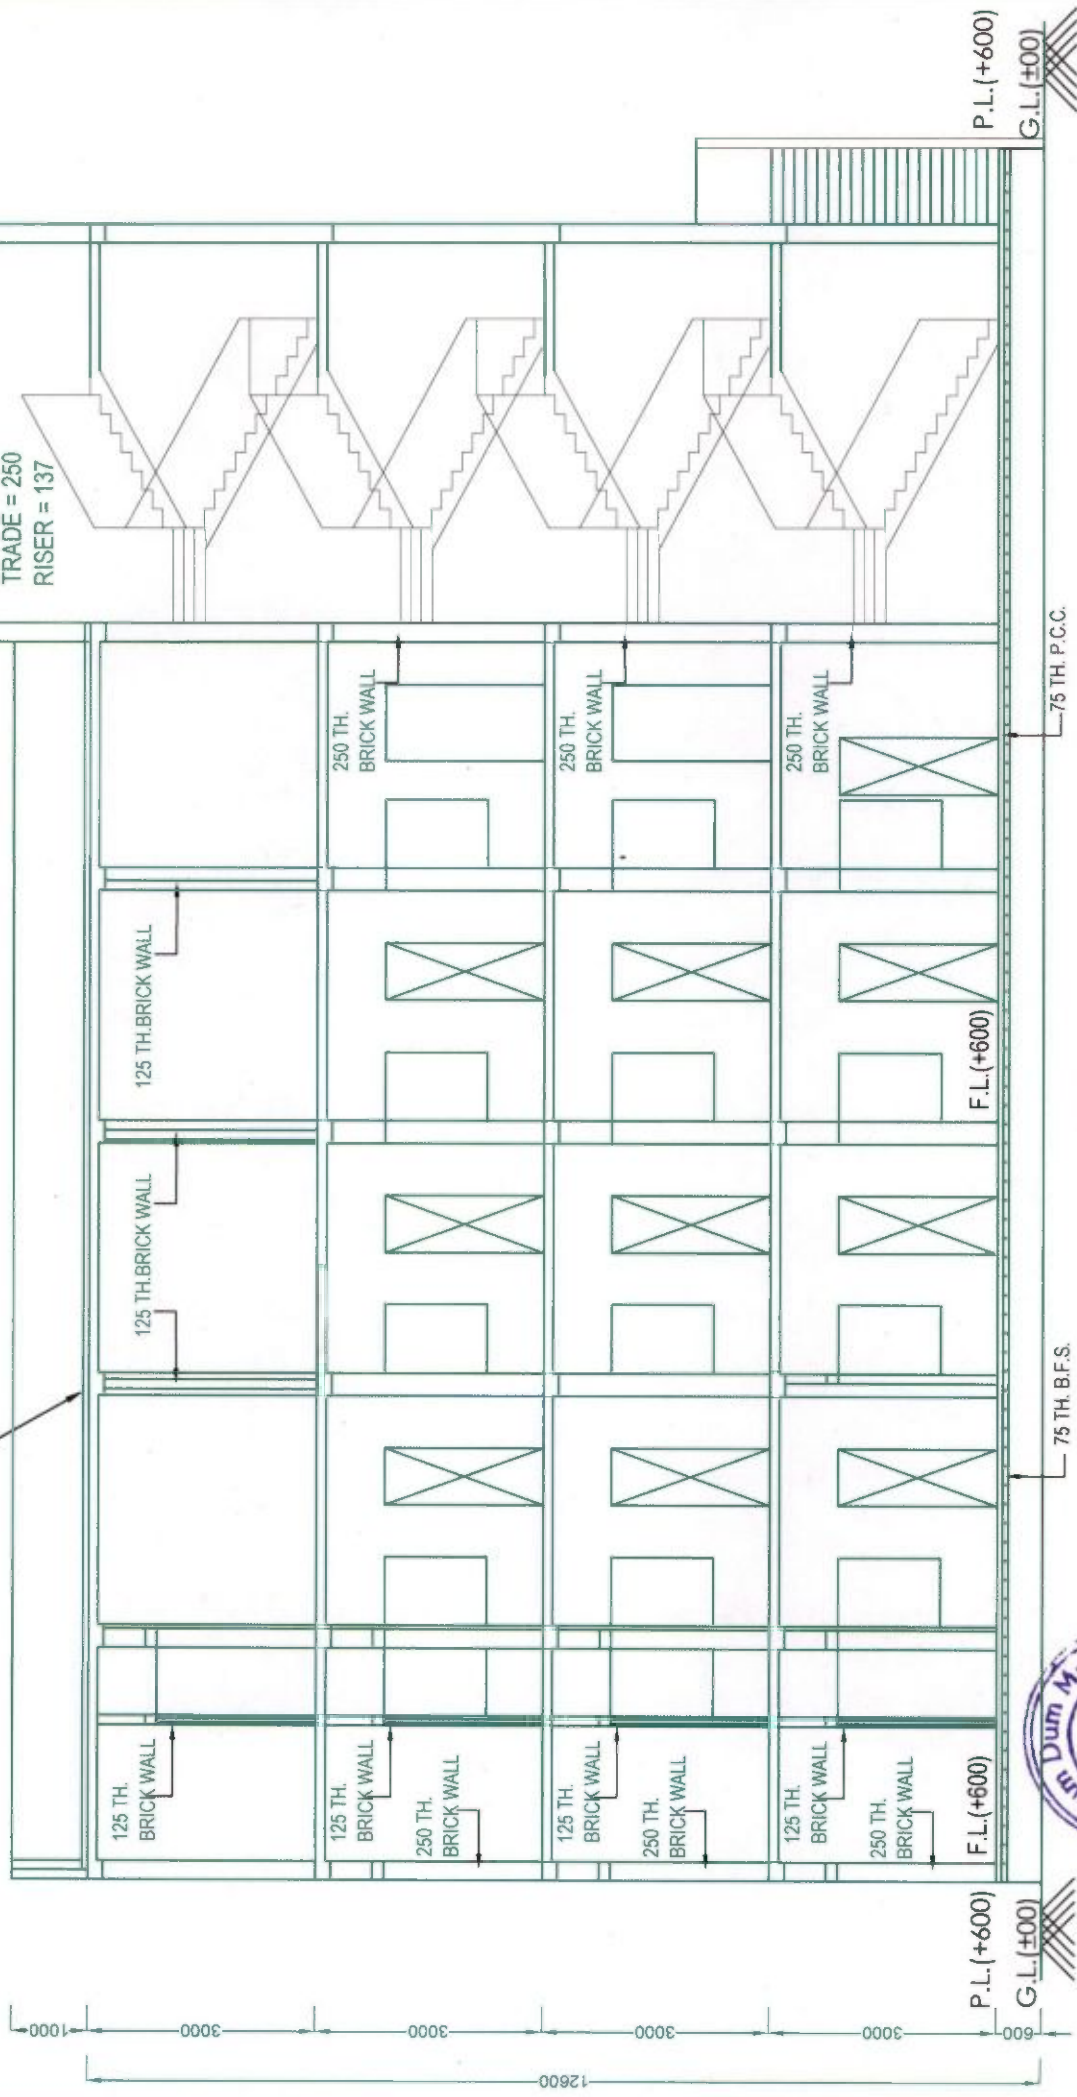 TRADE = 250
RISER = 137
125 TH.BRICK WALL
125 TH.BRICK WALL
125 TH.
BRICK WALL
250 TH.
BRICK WALL
125 TH.
BRICK WALL
250 TH.
BRICK WALL
250 TH.
BRICK WALL
125 TH.
BRICK WALL
250 TH.
BRICK WALL
250 TH.
BRICK WALL
125 TH.
BRICK WALL
250 TH.
BRICK WALL
F.L.(+600)
F.L.(+600)
P.L.(+600)
G.L.(±00)
P.L.(+600)
G.L.(±00)
75 TH. B.F.S.
75 TH. P.C.C.
1000
3000
3000
3000
3000
600
12600
Dum M